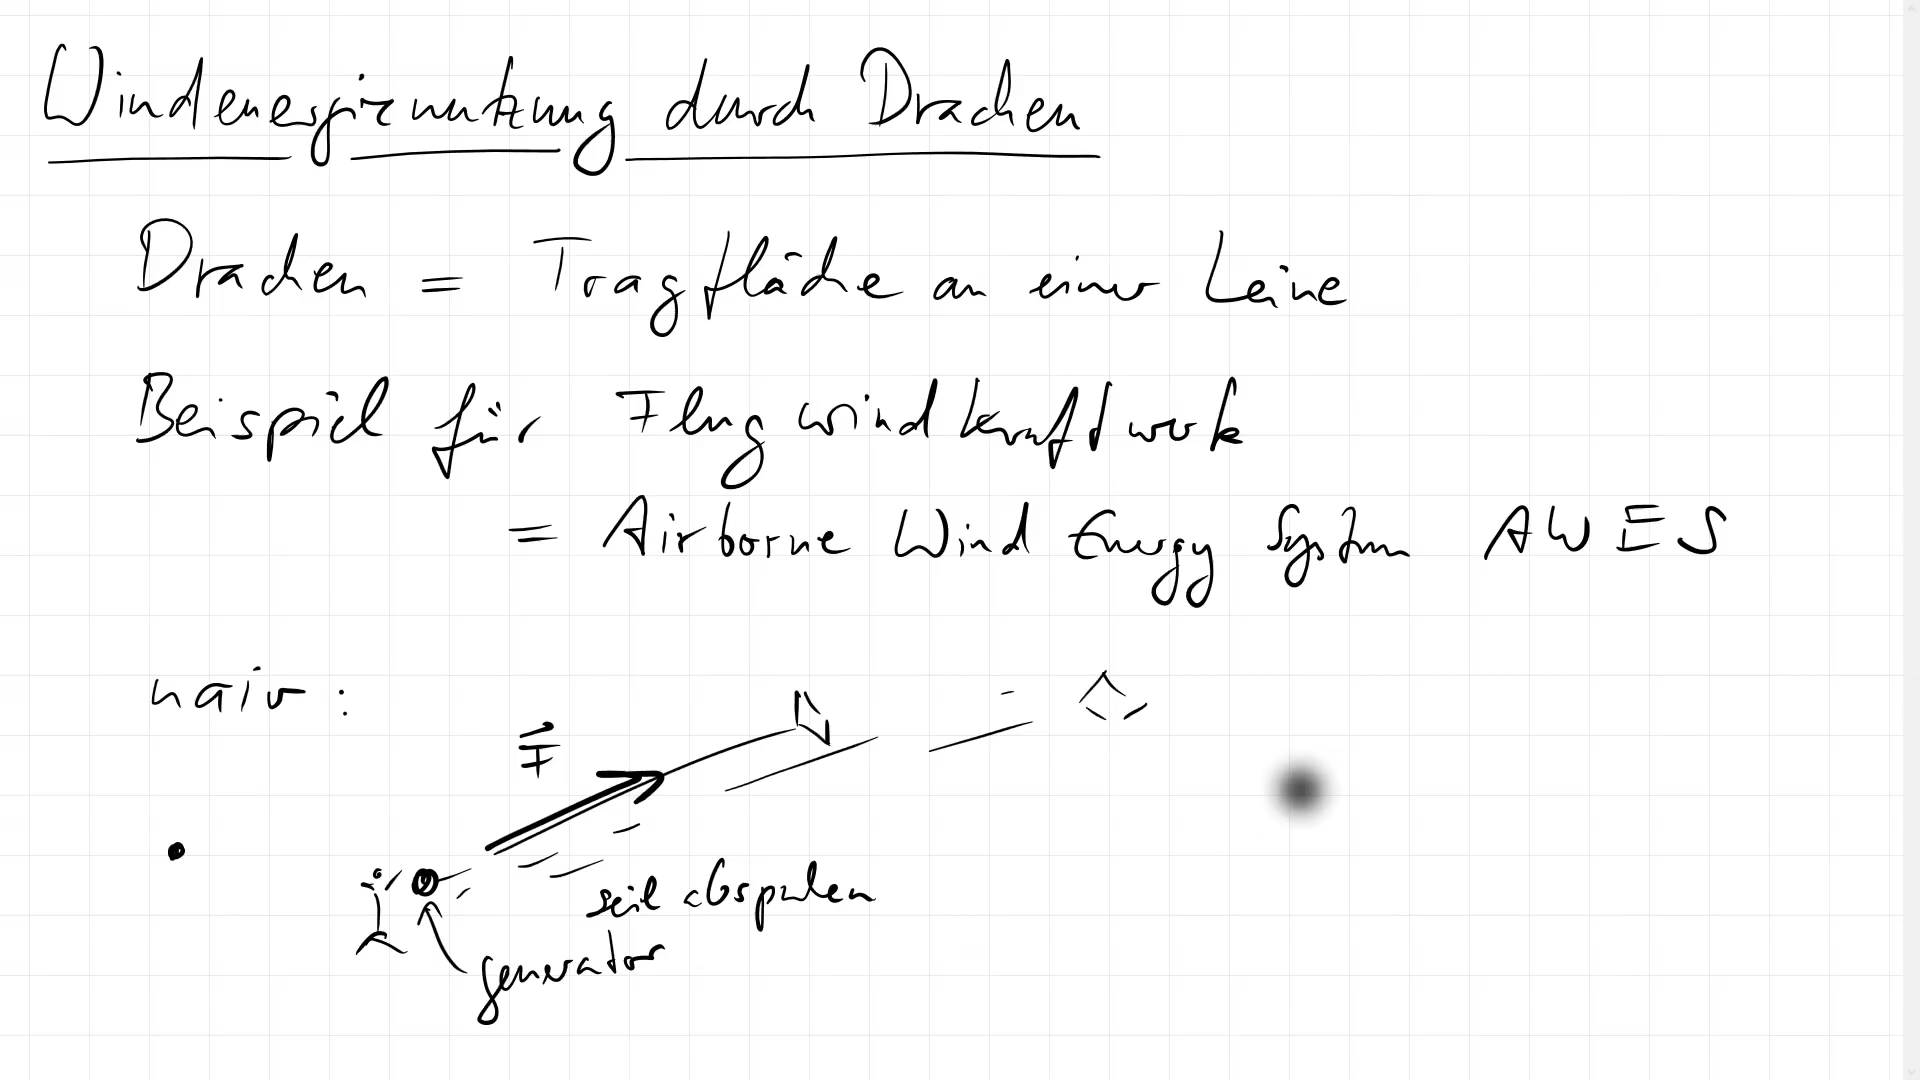 Windenergienutzung durch Drachen
Drachen = Tragfläche an einer Leine
Beispiel für Flugwindkraftwerk
= Airborne Wind Energy System AWES
naiv:
F
seil abspulen
generator